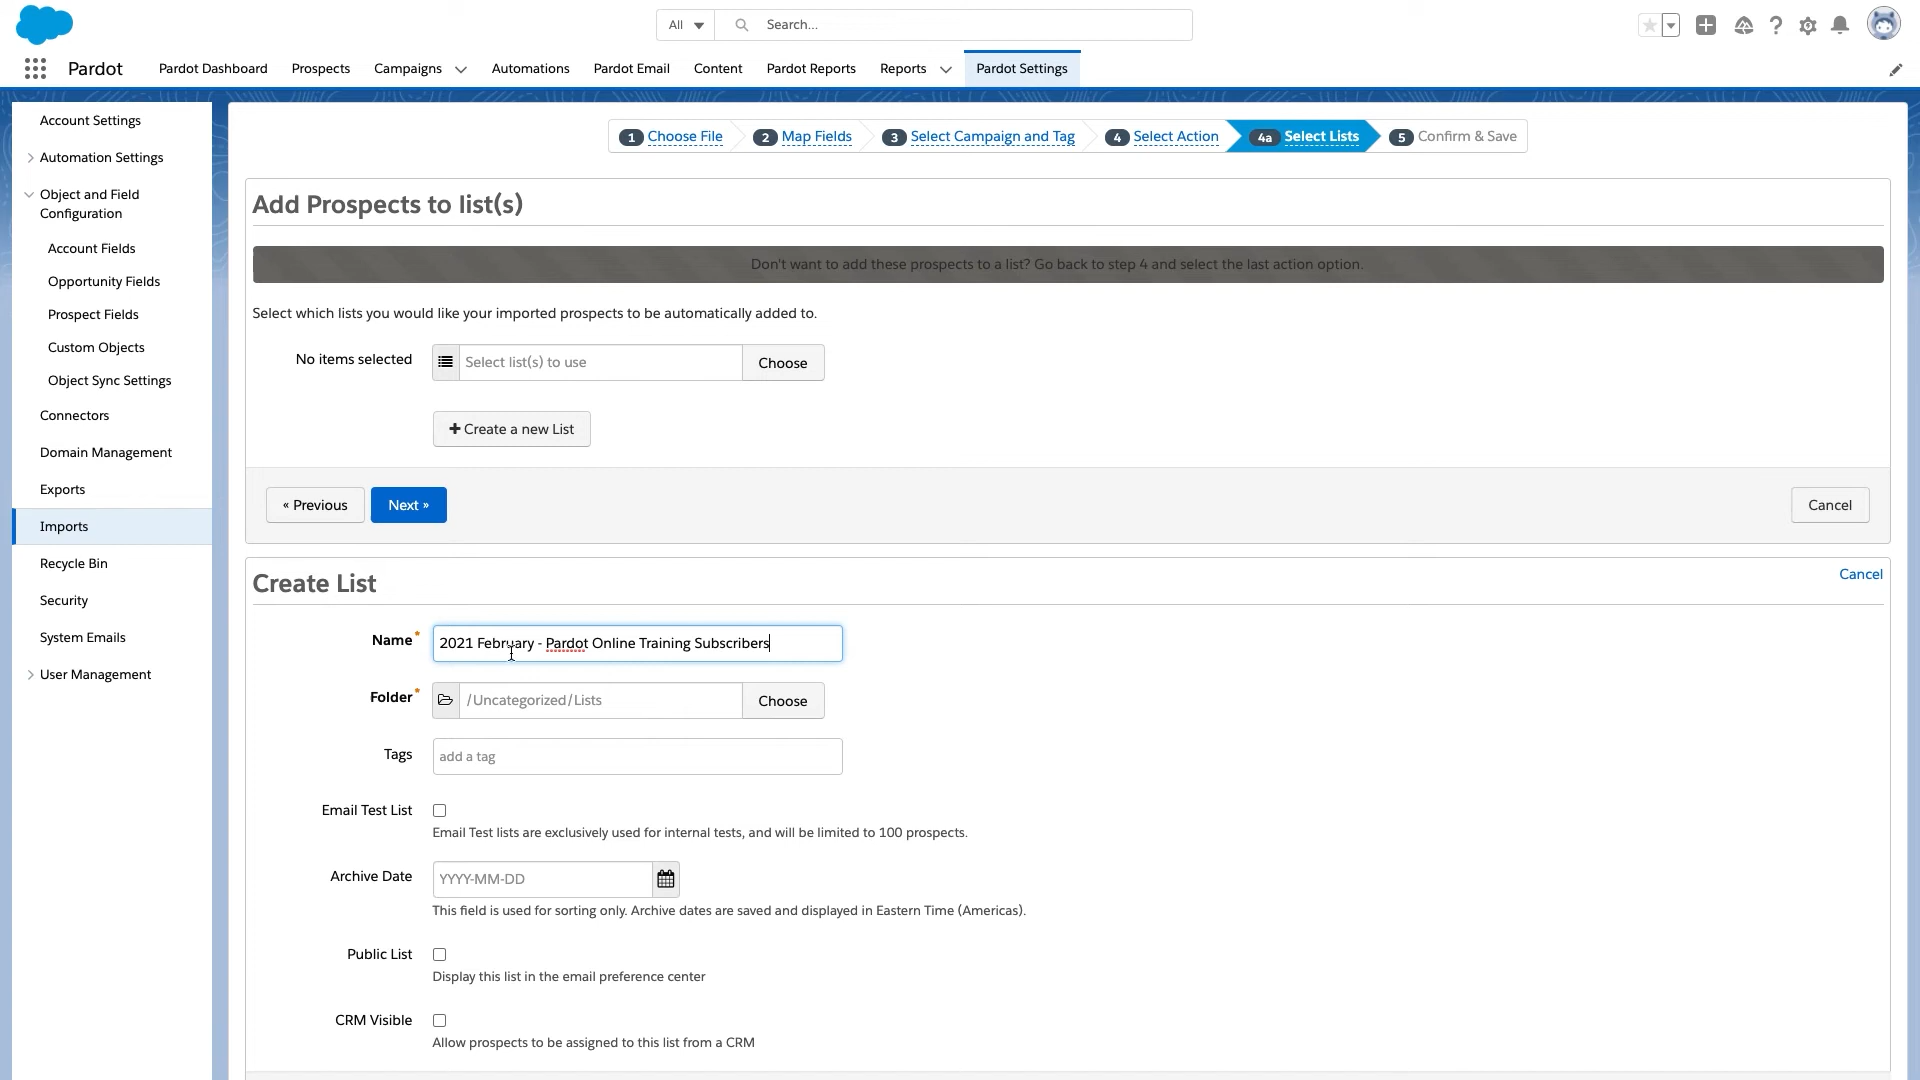 All
Search...
Pardot
Pardot Dashboard
Prospects
Campaigns
Automations
Pardot Email
Content
Pardot Reports
Reports
Pardot Settings
Account Settings
Automation Settings
Object and Field
Configuration
Account Fields
Opportunity Fields
Prospect Fields
Custom Objects
Object Sync Settings
Connectors
Domain Management
Exports
Imports
Recycle Bin
Security
System Emails
User Management
1 Choose File
2 Map Fields
3 Select Campaign and Tag
4 Select Action
4a Select Lists
5 Confirm & Save
Add Prospects to list(s)
Don't want to add these prospects to a list? Go back to step 4 and select the last action option.
Select which lists you would like your imported prospects to be automatically added to.
No items selected
Select list(s) to use
Choose
+ Create a new List
« Previous
Next »
Cancel
Create List
Cancel
Name*
2021 February - Pardot Online Training Subscribers
Folder*
/Uncategorized/Lists
Choose
Tags
add a tag
Email Test List
Email Test lists are exclusively used for internal tests, and will be limited to 100 prospects.
Archive Date
YYYY-MM-DD
This field is used for sorting only. Archive dates are saved and displayed in Eastern Time (Americas).
Public List
Display this list in the email preference center
CRM Visible
Allow prospects to be assigned to this list from a CRM